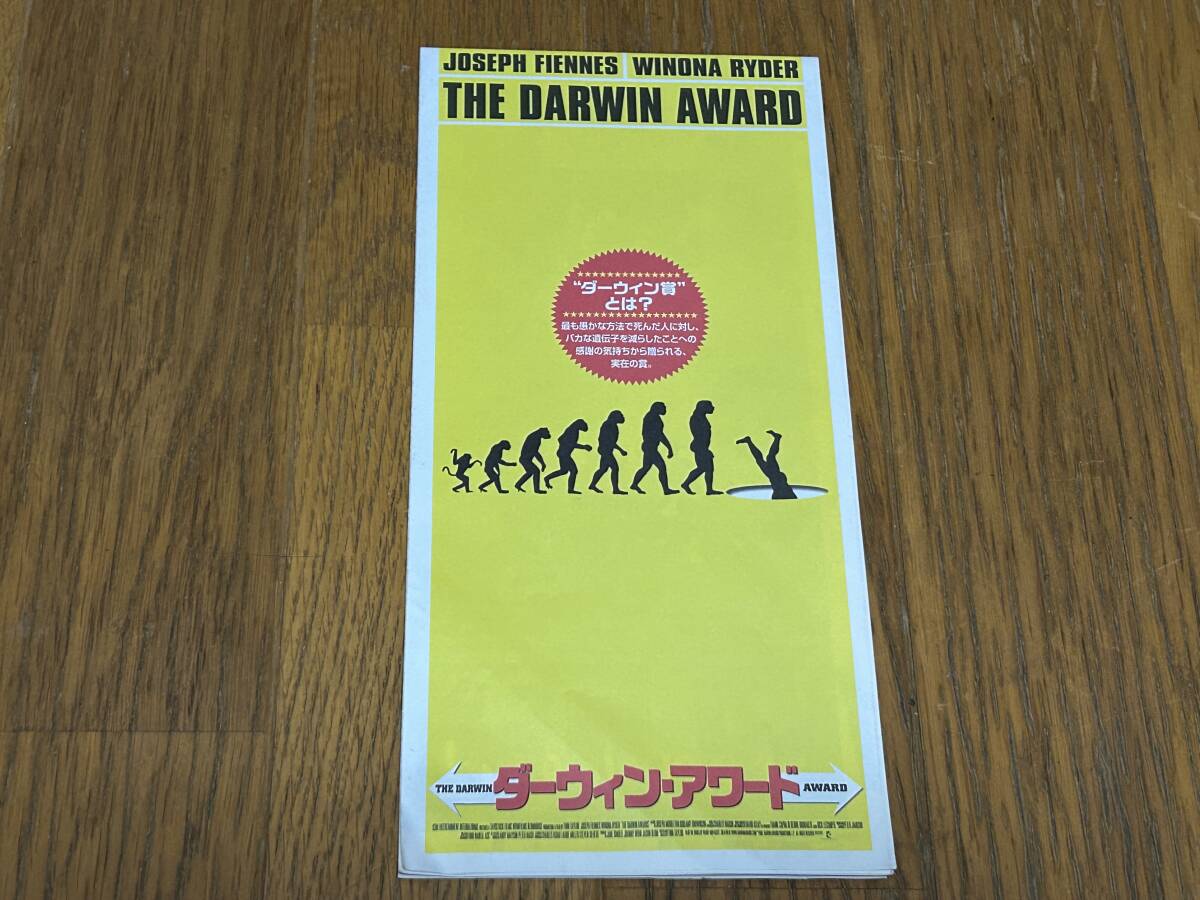 JOSEPH FIENNES WINONA RYDER
THE DARWIN AWARD
“ダーウィン賞”
とは?
最も愚かな方法で死んだ人に対し、
バカな遺伝子を減らしたことへの
感謝の気持ちから贈られる、
実在の賞。
THE DARWIN ダーウィン・アワード AWARD